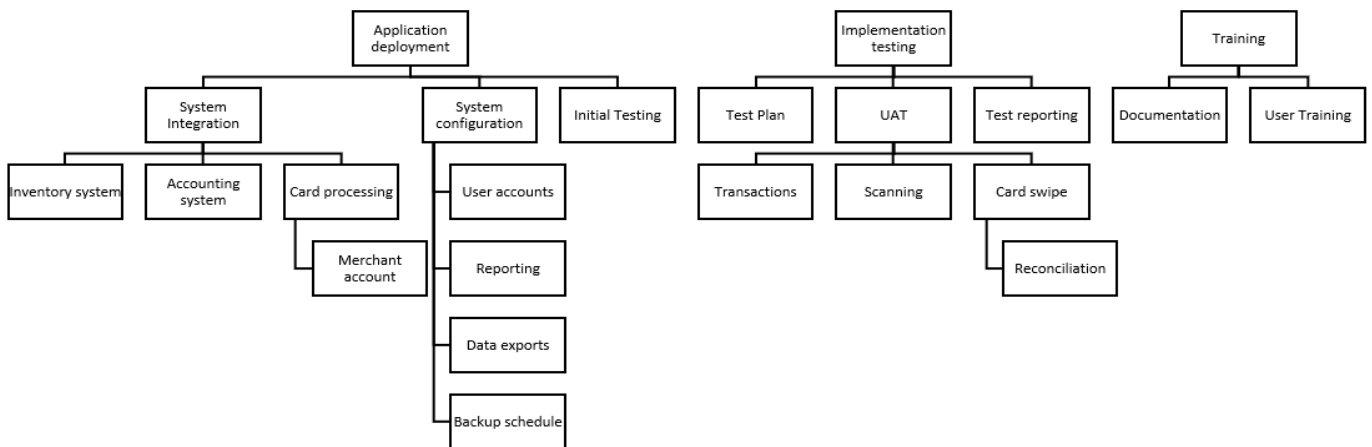 Application
deployment
Implementation
testing
Training
System
Integration
System
configuration
Initial Testing
Test Plan
UAT
Test reporting
Documentation
User Training
Inventory system
Accounting
system
Card processing
User accounts
Transactions
Scanning
Card swipe
Merchant
account
Reporting
Reconciliation
Data exports
Backup schedule